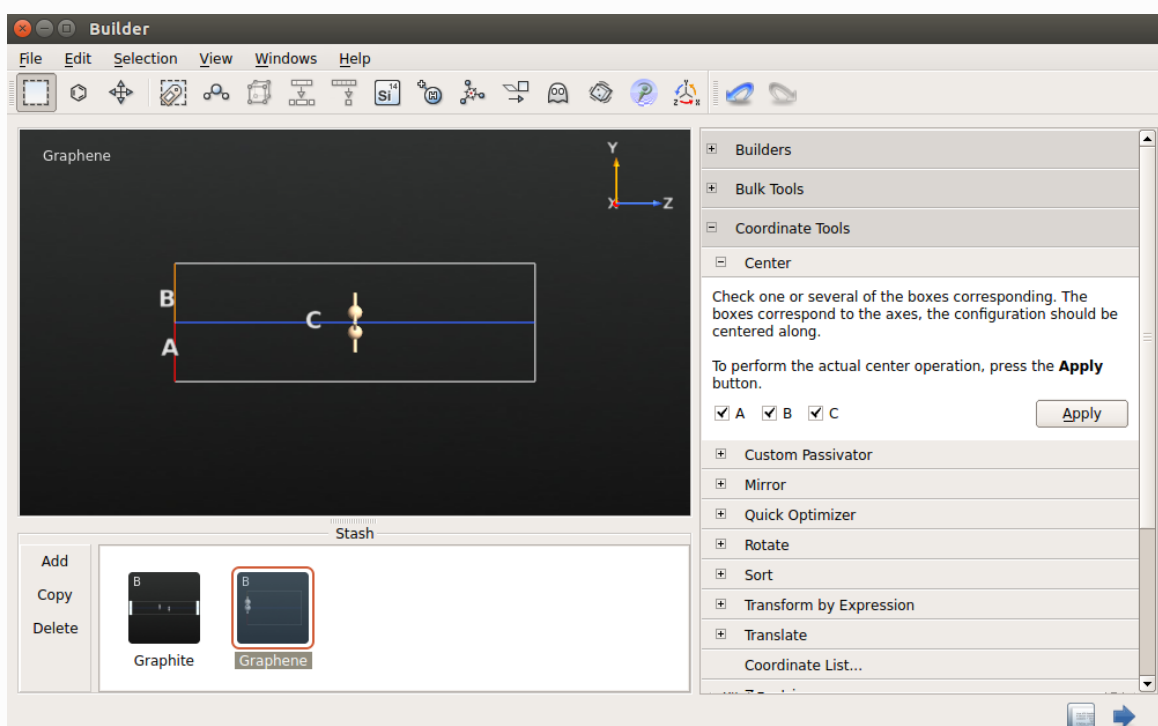 Builder
File Edit Selection View Windows Help
Si 14
H
P
z x
Graphene
Y
X Z
B
C
A
Builders
Bulk Tools
Coordinate Tools
Center
Check one or several of the boxes corresponding. The
boxes correspond to the axes, the configuration should be
centered along.
To perform the actual center operation, press the Apply
button.
A B C Apply
Custom Passivator
Mirror
Quick Optimizer
Rotate
Sort
Transform by Expression
Translate
Coordinate List...
Stash
Add
Copy
Delete
B
Graphite
B
Graphene